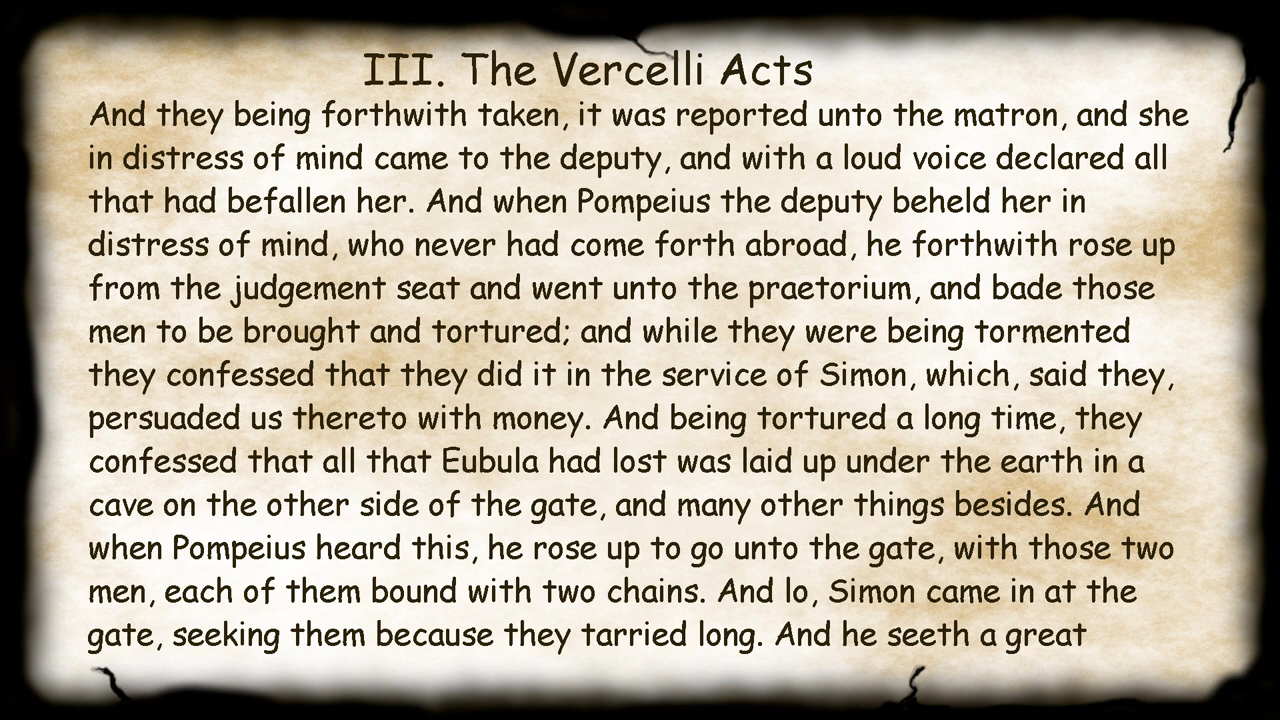 III. The Vercelli Acts
And they being forthwith taken, it was reported unto the matron, and she
in distress of mind came to the deputy, and with a loud voice declared all
that had befallen her. And when Pompeius the deputy beheld her in
distress of mind, who never had come forth abroad, he forthwith rose up
from the judgement seat and went unto the praetorium, and bade those
men to be brought and tortured; and while they were being tormented
they confessed that they did it in the service of Simon, which, said they,
persuaded us thereto with money. And being tortured a long time, they
confessed that all that Eubula had lost was laid up under the earth in a
cave on the other side of the gate, and many other things besides. And
when Pompeius heard this, he rose up to go unto the gate, with those two
men, each of them bound with two chains. And lo, Simon came in at the
gate, seeking them because they tarried long. And he seeth a great